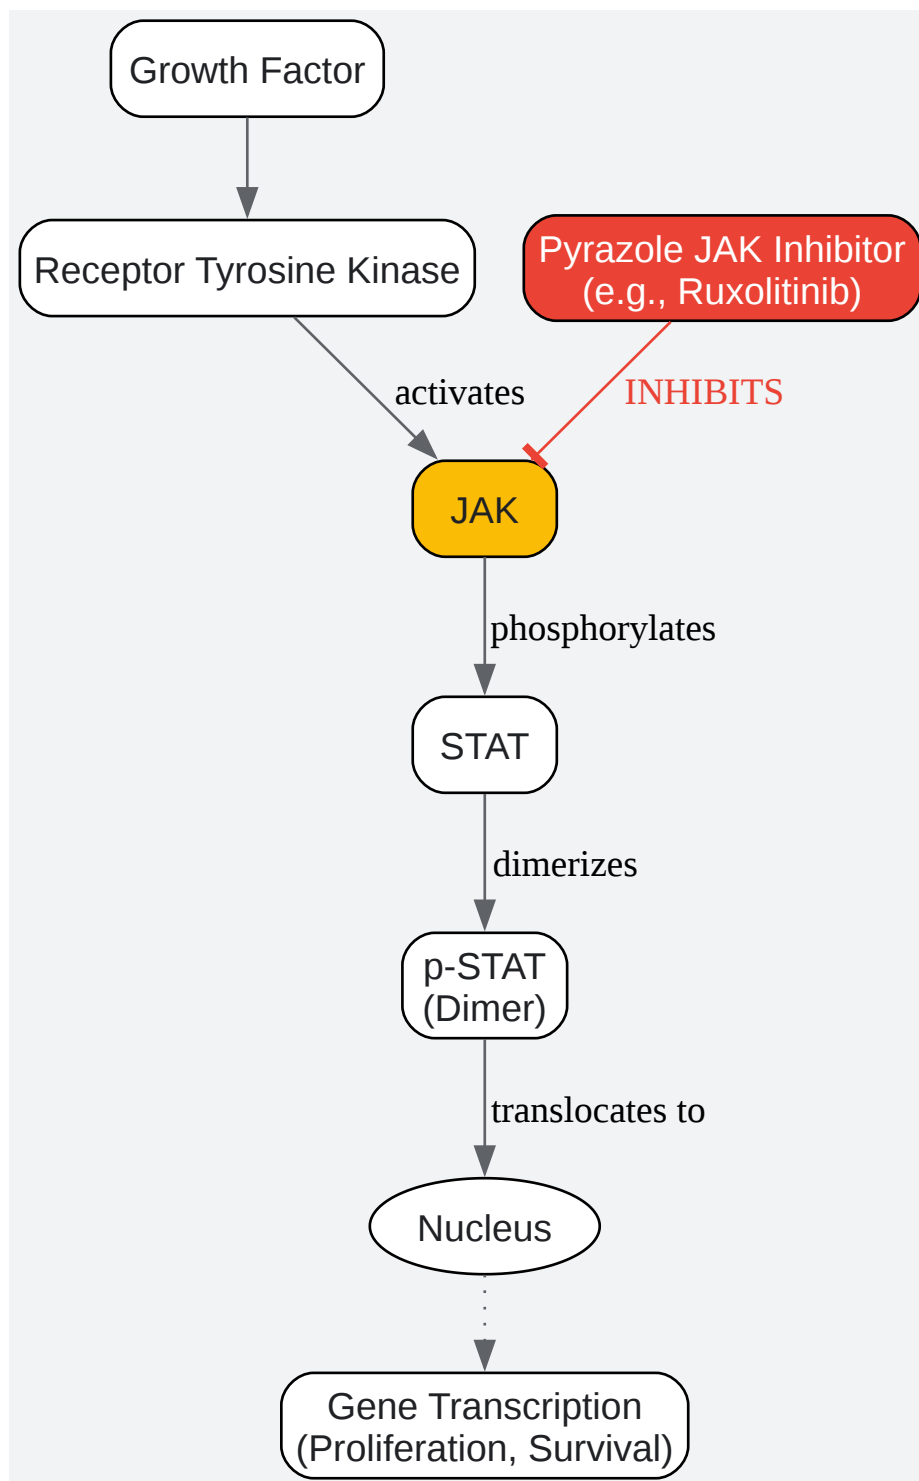 Growth Factor
Receptor Tyrosine Kinase
Pyrazole JAK Inhibitor
(e.g., Ruxolitinib)
activates
INHIBITS
JAK
phosphorylates
STAT
dimerizes
p-STAT
(Dimer)
translocates to
Nucleus
Gene Transcription
(Proliferation, Survival)